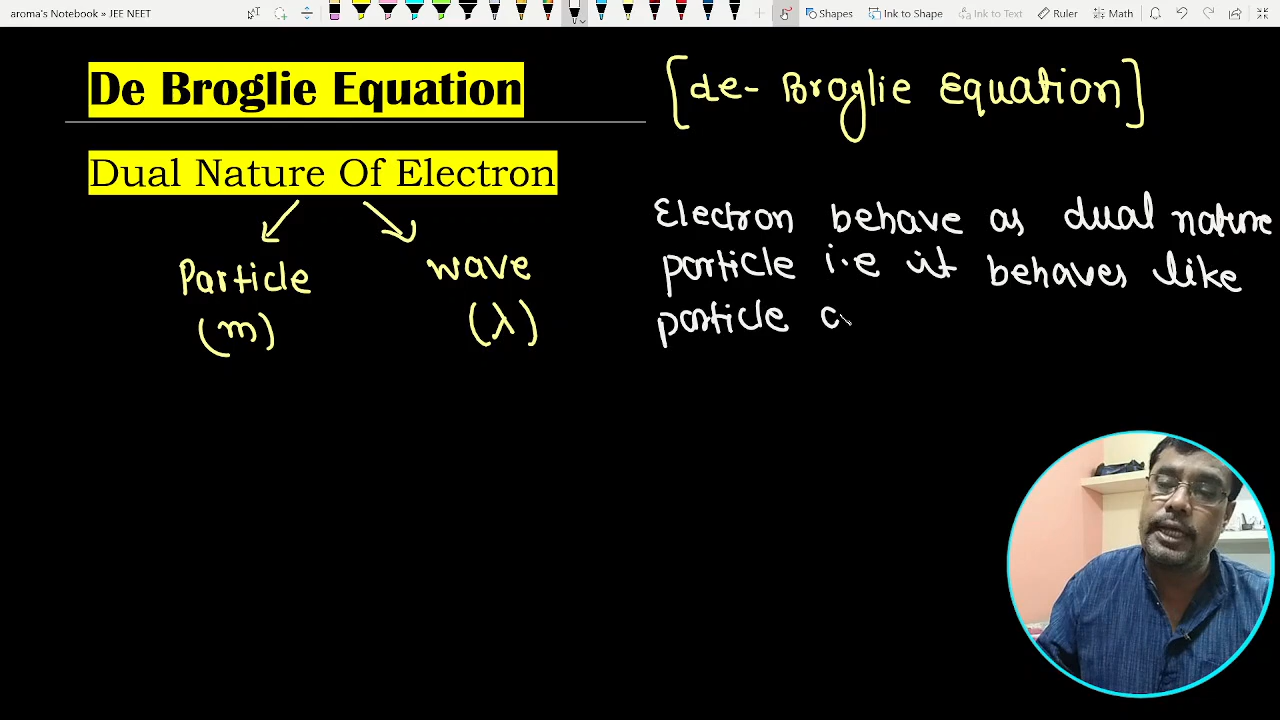 aroma's Notebook » JEE NEET
Shapes Ink to Shape Ink to Text Ruler Math
De Broglie Equation
[de- Broglie Equation]
Dual Nature Of Electron
Particle
(m)
wave
(λ)
Electron behave as dual nature
particle i.e it behaves like
particle